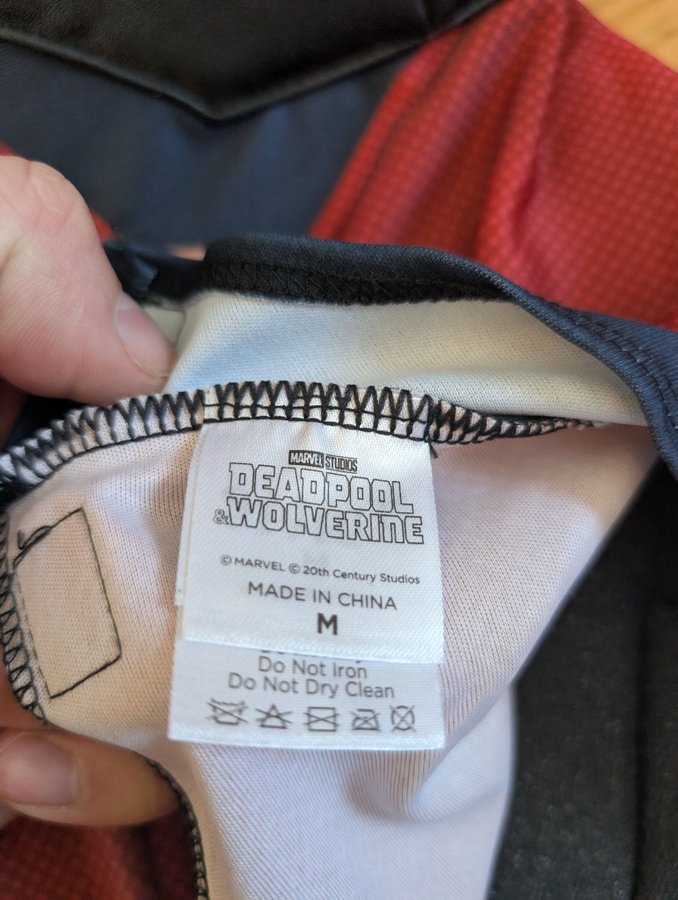 MARVEL STUDIOS
DEADPOOL
& WOLVERINE
© MARVEL © 20th Century Studios
MADE IN CHINA
M
Do Not Iron
Do Not Dry Clean